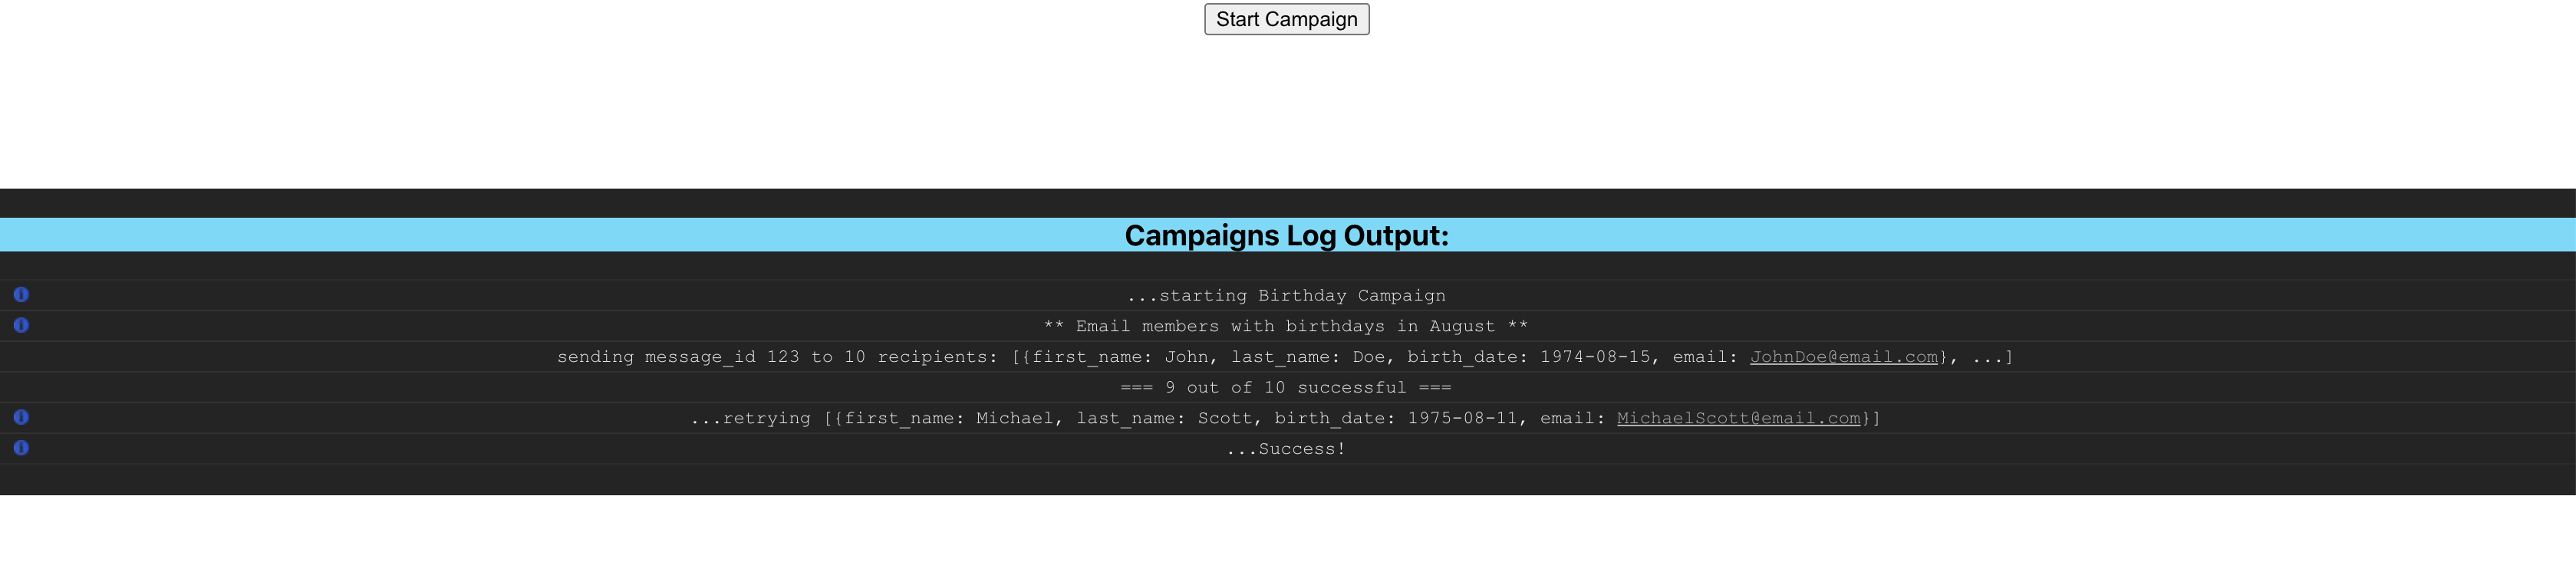 Start Campaign
Campaigns Log Output:
...starting Birthday Campaign
** Email members with birthdays in August **
sending message_id 123 to 10 recipients: [{first_name: John, last_name: Doe, birth_date: 1974-08-15, email: JohnDoe@email.com}, ...]
=== 9 out of 10 successful ===
...retrying [{first_name: Michael, last_name: Scott, birth_date: 1975-08-11, email: MichaelScott@email.com}]
...Success!